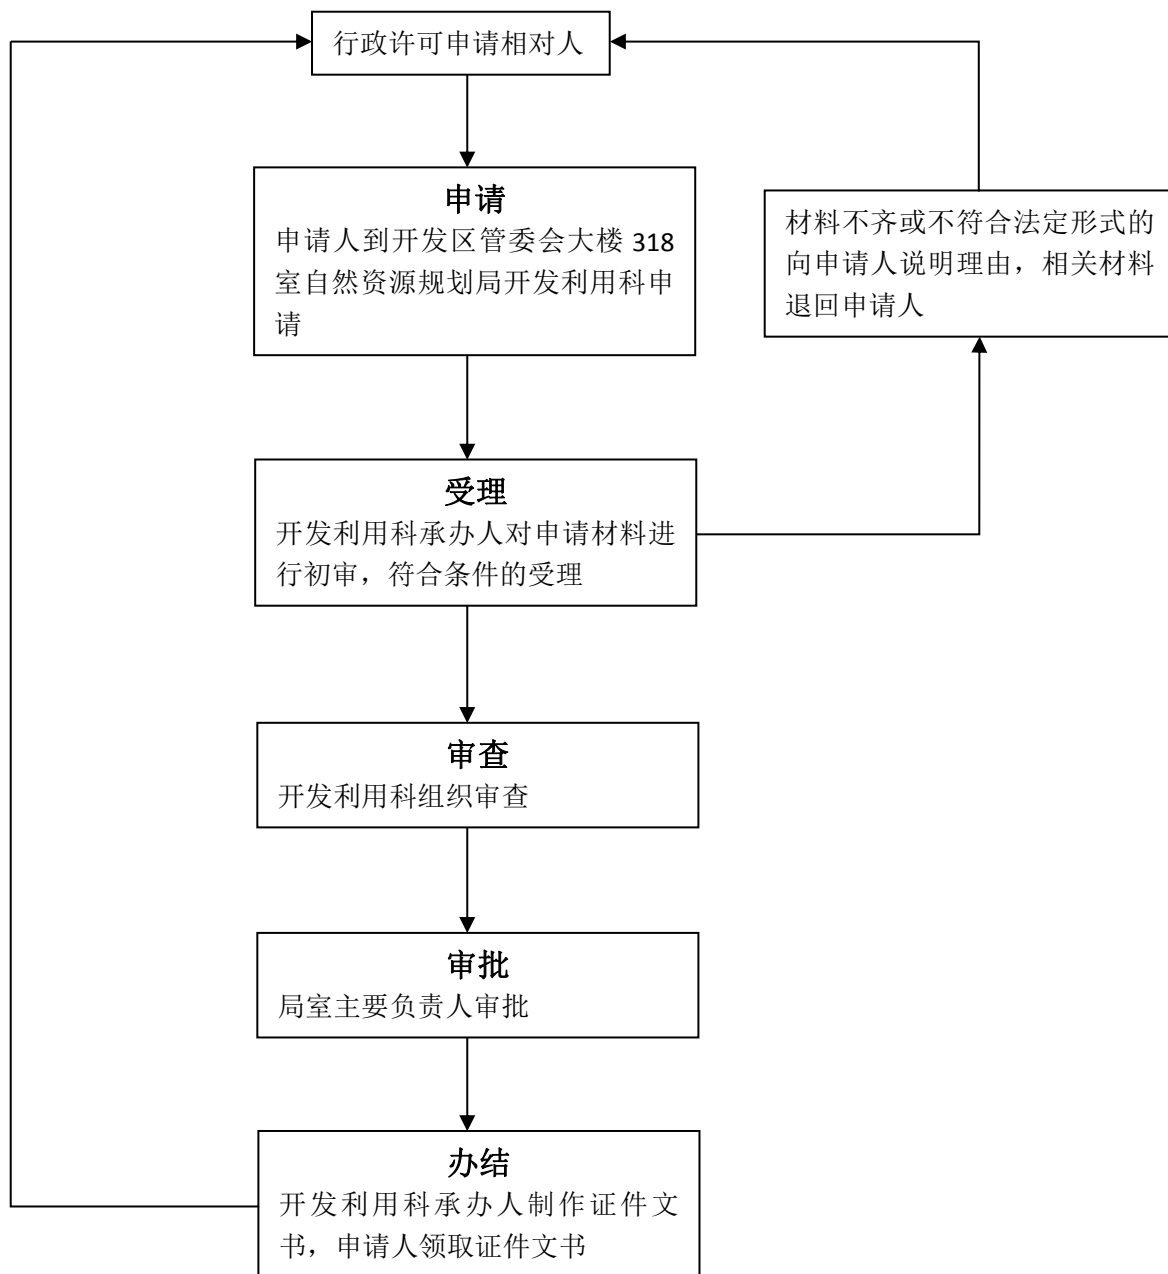 行政许可申请相对人
申请
申请人到开发区管委会大楼 318
室自然资源规划局开发利用科申
请
材料不齐或不符合法定形式的
向申请人说明理由，相关材料
退回申请人
受理
开发利用科承办人对申请材料进
行初审，符合条件的受理
审查
开发利用科组织审查
审批
局室主要负责人审批
办结
开发利用科承办人制作证件文
书，申请人领取证件文书